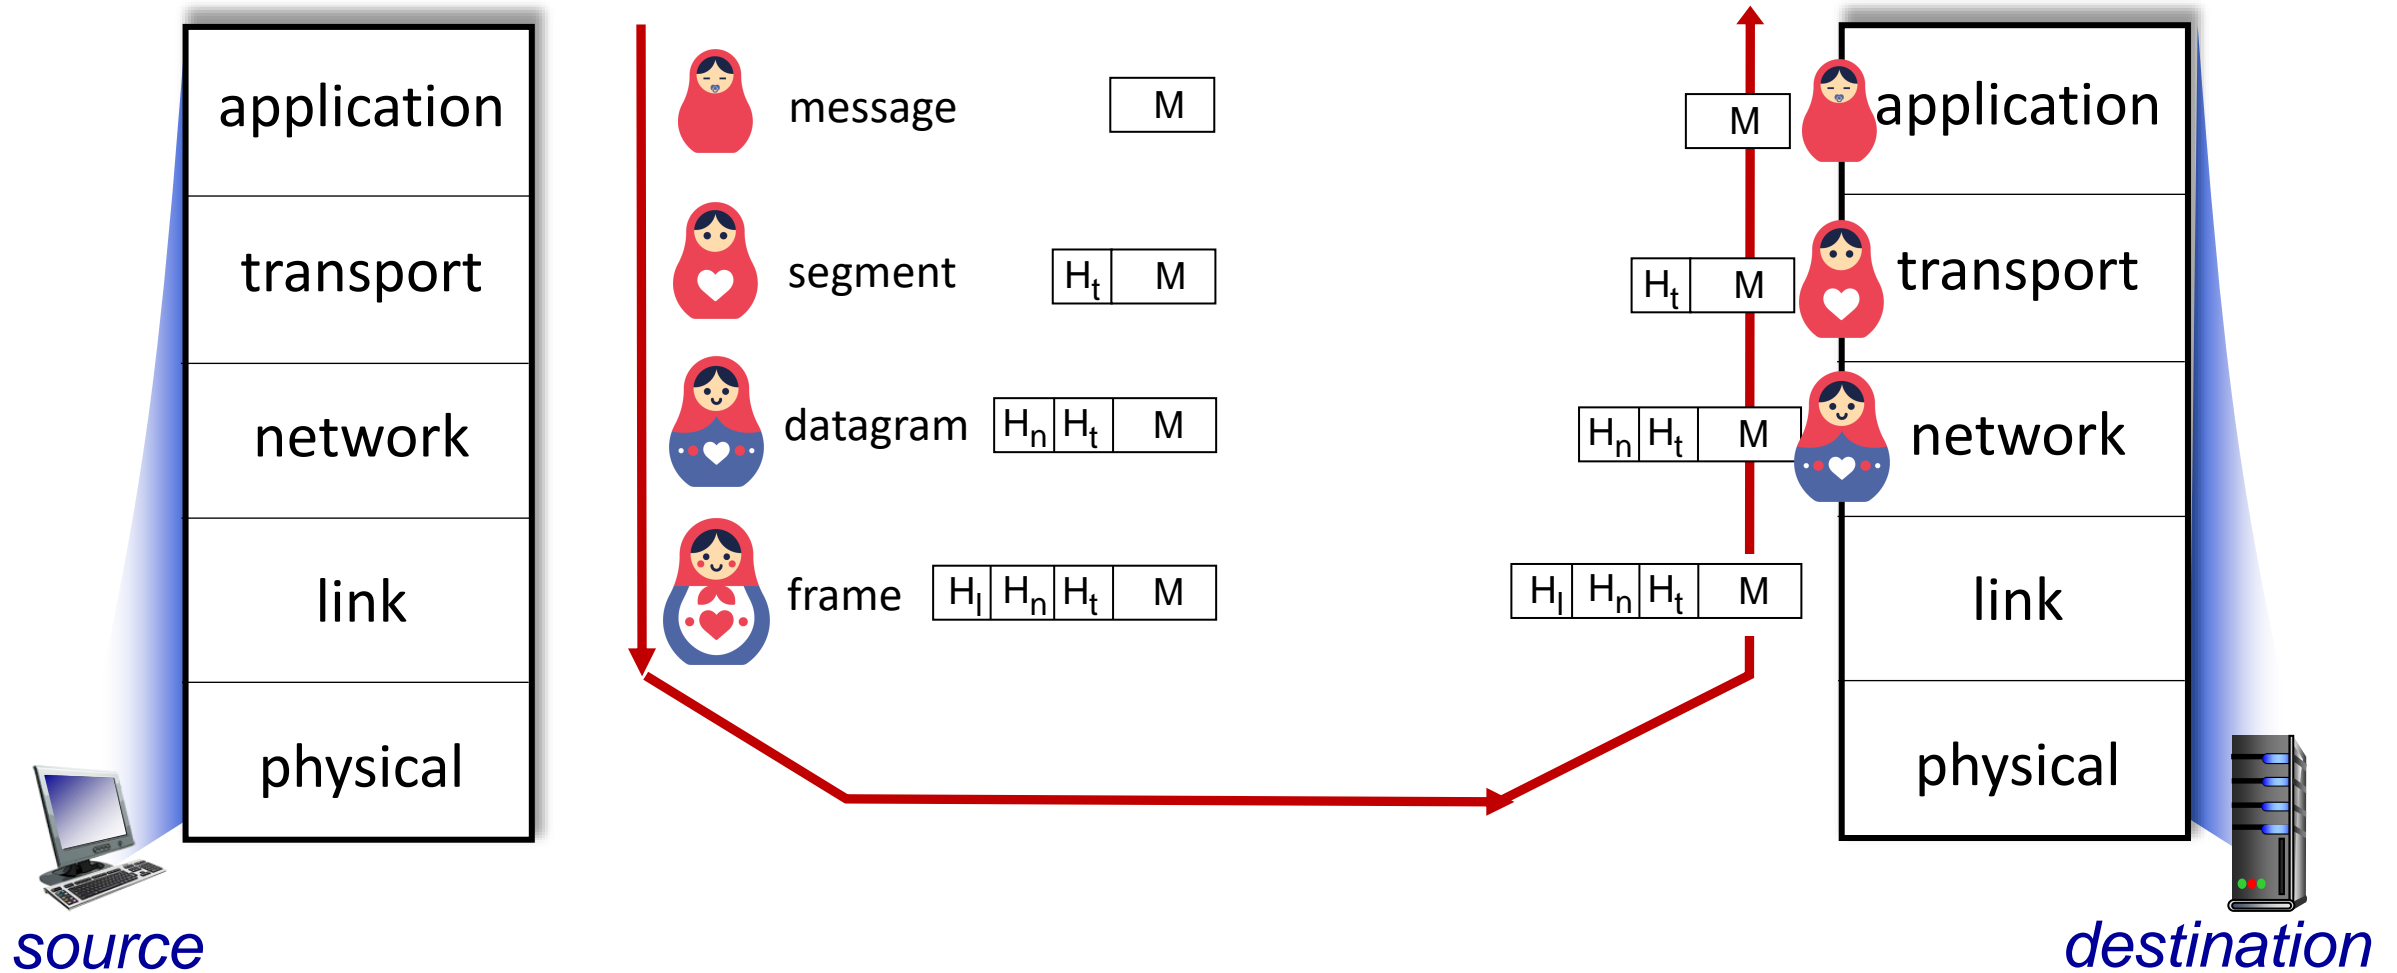 application
message
M
M
application
transport
segment
Ht M
Ht M
transport
network
datagram
Hn Ht M
Hn Ht M
network
link
frame
Hl Hn Ht M
Hl Hn Ht M
link
physical
physical
source
destination